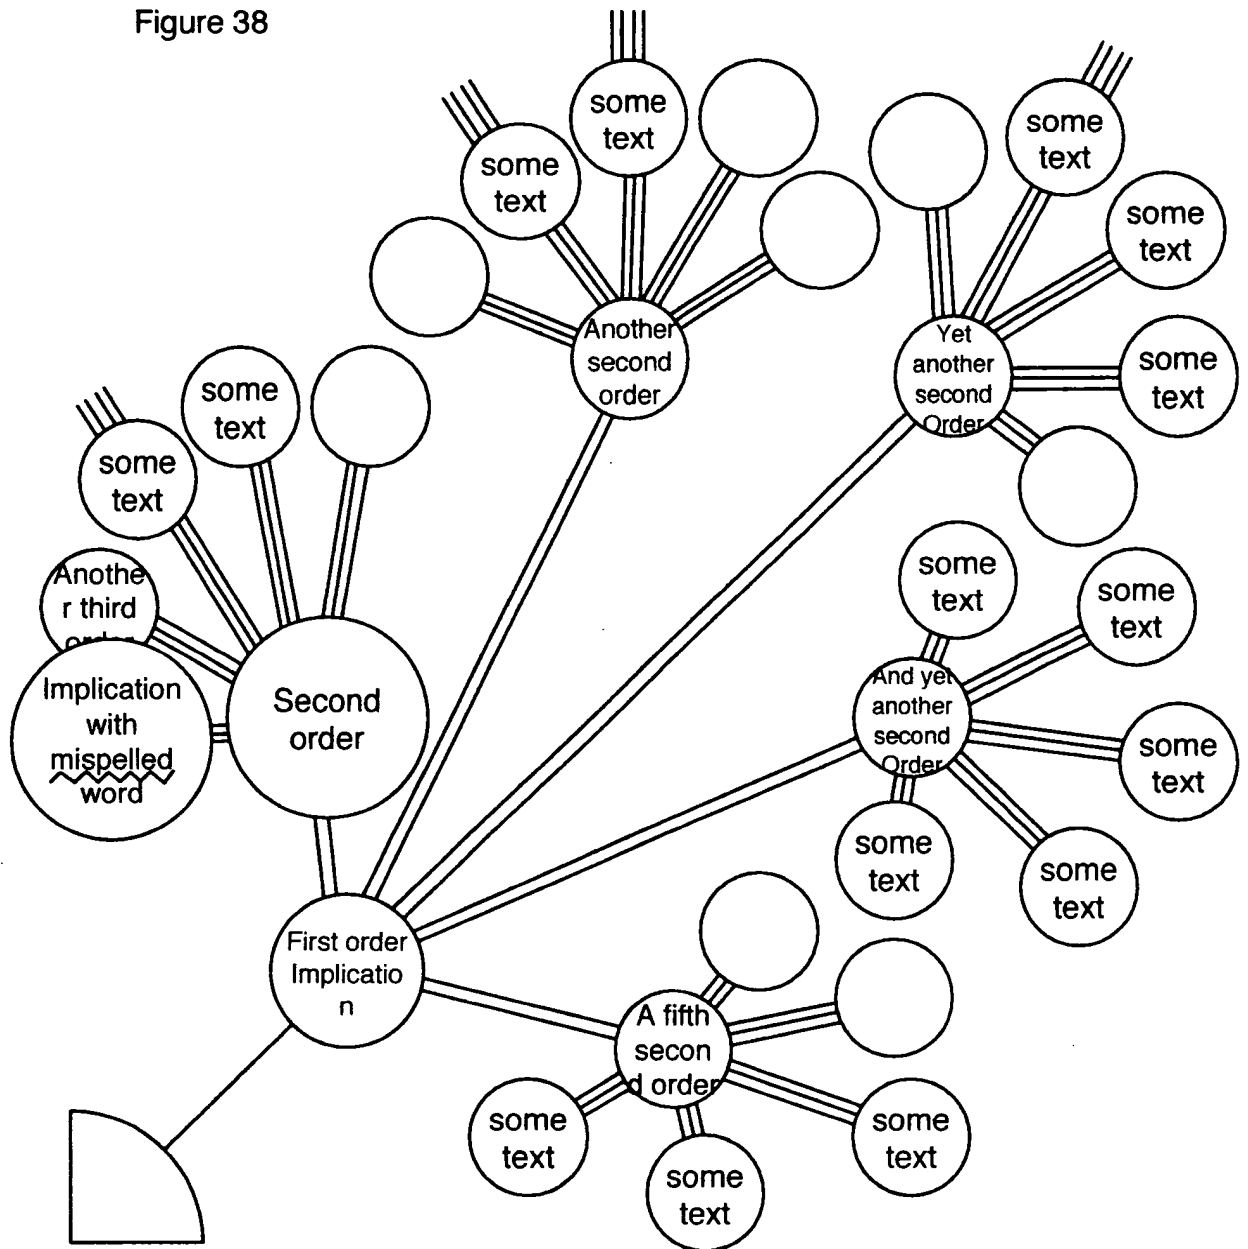 Figure 38
some
text
some
text
some
text
some
text
some
text
Another
second
order
Yet
another
second
Order
some
text
some
text
some
text
Anothe
r third
order
Implication
with
mispelled
word
Second
order
some
text
some
text
And yet
another
second
Order
some
text
some
text
some
text
First order
Implicatio
n
A fifth
secon
d order
some
text
some
text
some
text